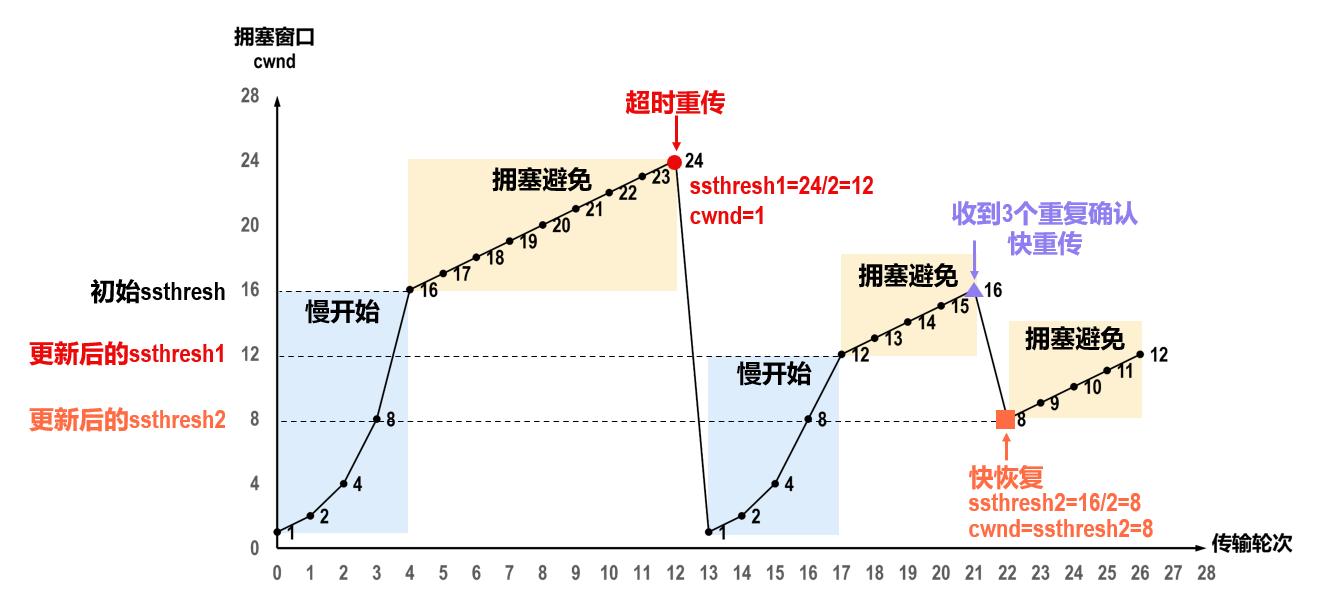 拥塞窗口
cwnd
28
24
20
16
12
8
4
0
初始ssthresh
更新后的ssthresh1
更新后的ssthresh2
慢开始
1
2
4
8
16
拥塞避免
17
18
19
20
21
22
23
24
超时重传
ssthresh1=24/2=12
cwnd=1
慢开始
1
2
4
8
12
拥塞避免
13
14
15
16
收到3个重复确认
快重传
拥塞避免
8
9
10
11
12
快恢复
ssthresh2=16/2=8
cwnd=ssthresh2=8
传输轮次
0 1 2 3 4 5 6 7 8 9 10 11 12 13 14 15 16 17 18 19 20 21 22 23 24 25 26 27 28